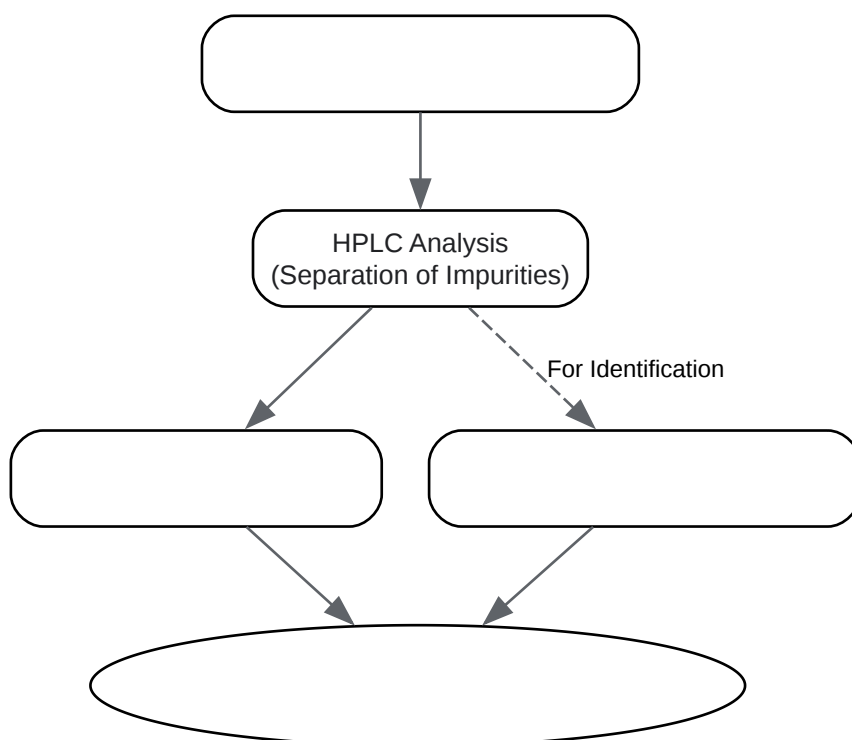 HPLC Analysis
(Separation of Impurities)
For Identification